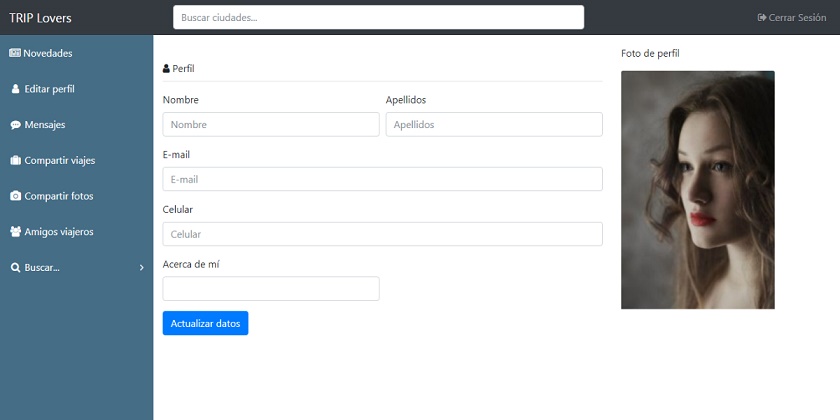 TRIP Lovers
Buscar ciudades...
Cerrar Sesión
Novedades
Editar perfil
Mensajes
Compartir viajes
Compartir fotos
Amigos viajeros
Buscar...
Perfil
Nombre
Apellidos
Nombre
Apellidos
E-mail
E-mail
Celular
Celular
Acerca de mí
Actualizar datos
Foto de perfil